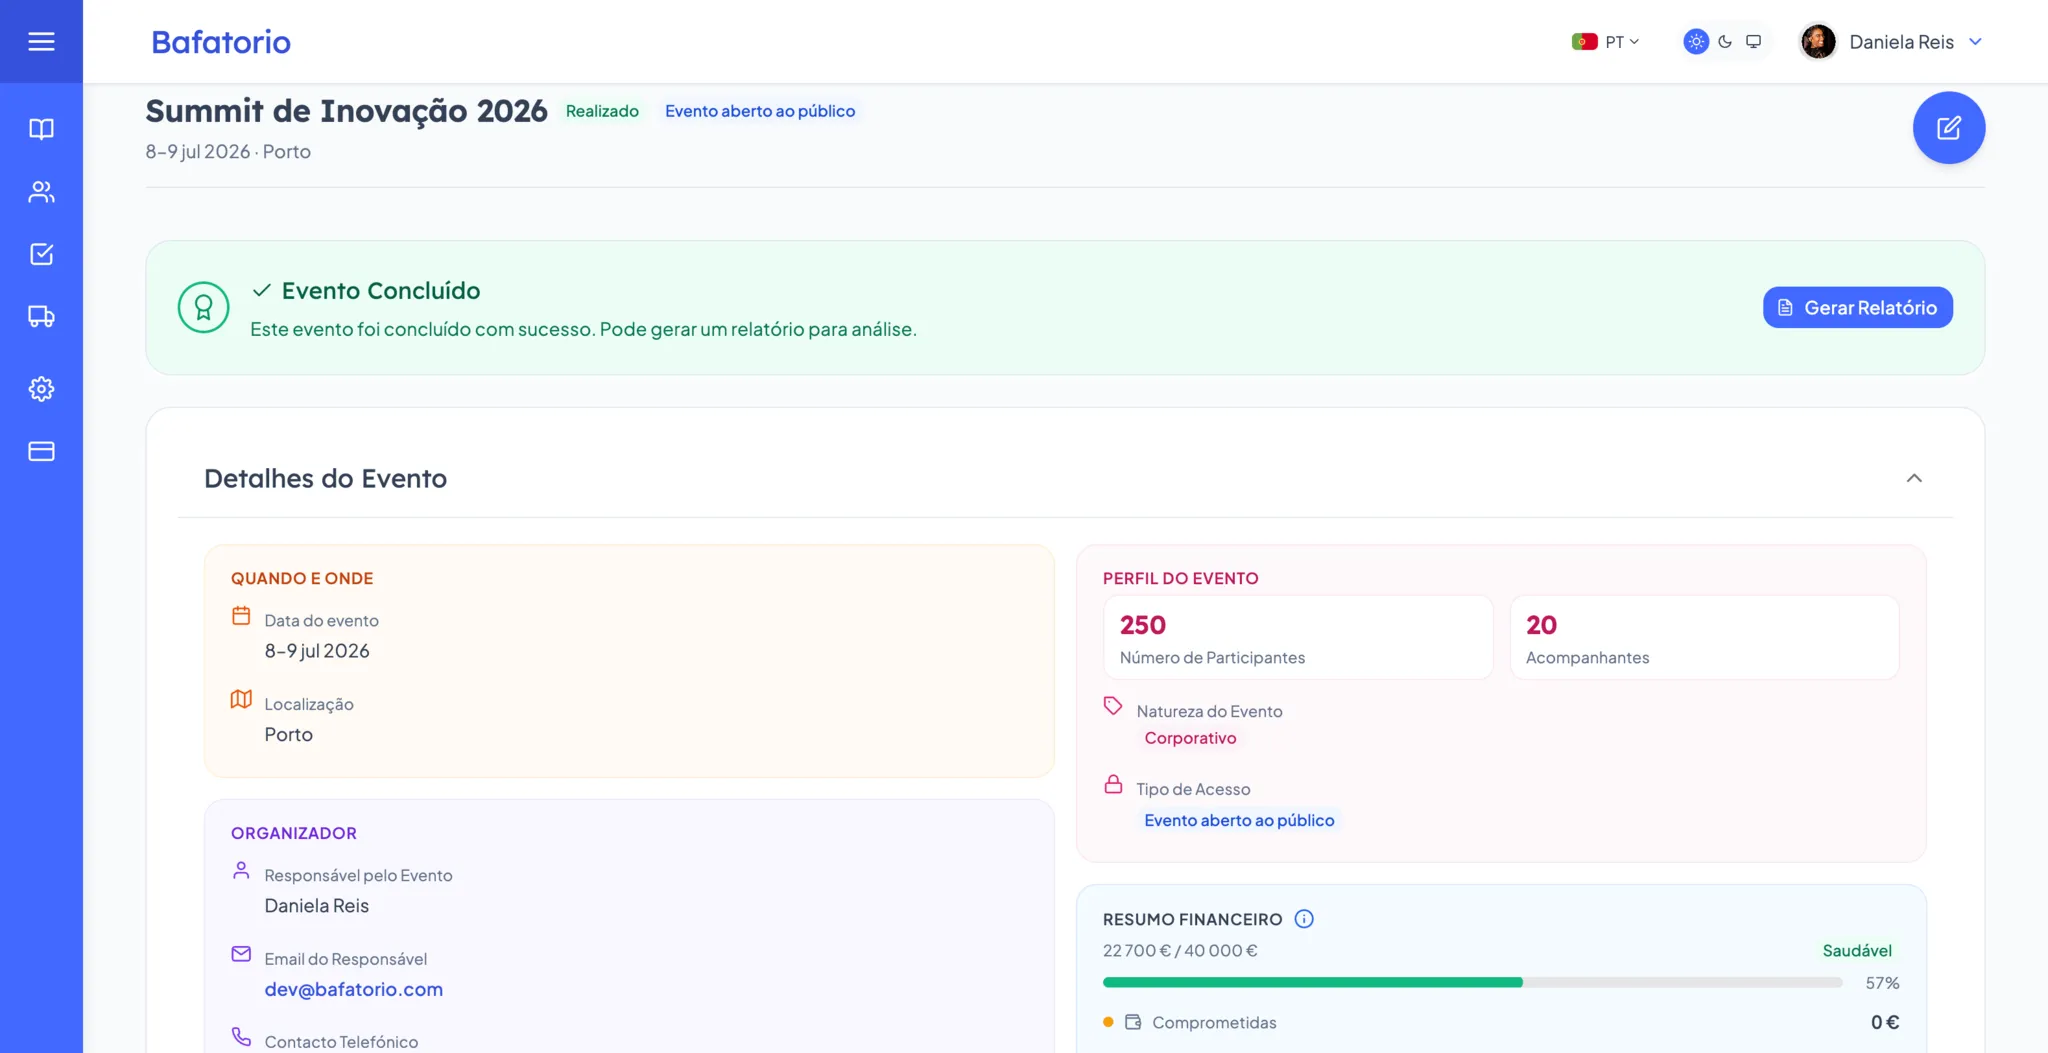 Bafatorio
PT
Daniela Reis
Summit de Inovação 2026
Realizado
Evento aberto ao público
8–9 jul 2026 · Porto
Evento Concluído
Este evento foi concluído com sucesso. Pode gerar um relatório para análise.
Gerar Relatório
Detalhes do Evento
QUANDO E ONDE
Data do evento
8–9 jul 2026
Localização
Porto
ORGANIZADOR
Responsável pelo Evento
Daniela Reis
Email do Responsável
dev@bafatorio.com
Contacto Telefónico
PERFIL DO EVENTO
250
Número de Participantes
20
Acompanhantes
Natureza do Evento
Corporativo
Tipo de Acesso
Evento aberto ao público
RESUMO FINANCEIRO
22 700 € / 40 000 €
Saudável
57%
Comprometidas
0 €